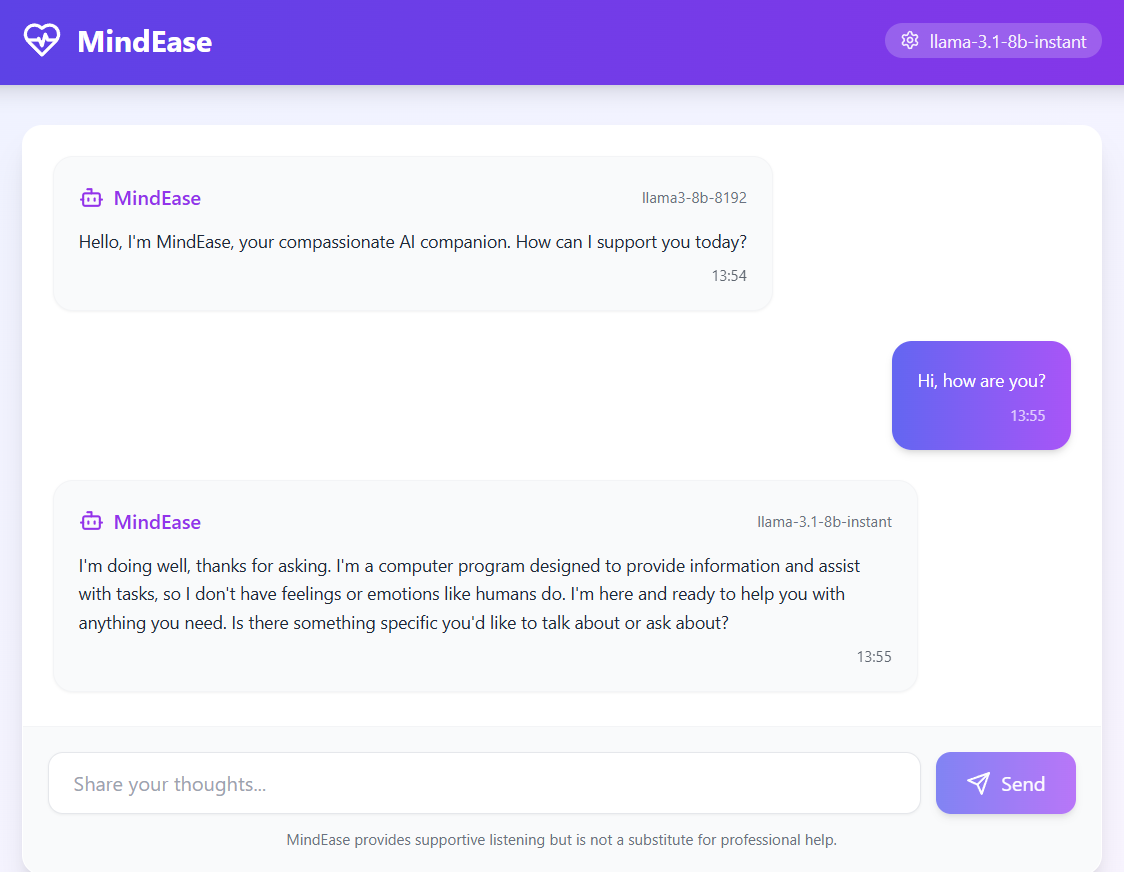 MindEase
llama-3.1-8b-instant
MindEase
llama3-8b-8192
Hello, I'm MindEase, your compassionate AI companion. How can I support you today?
13:54
Hi, how are you?
13:55
MindEase
llama-3.1-8b-instant
I'm doing well, thanks for asking. I'm a computer program designed to provide information and assist
with tasks, so I don't have feelings or emotions like humans do. I'm here and ready to help you with
anything you need. Is there something specific you'd like to talk about or ask about?
13:55
Share your thoughts...
Send
MindEase provides supportive listening but is not a substitute for professional help.